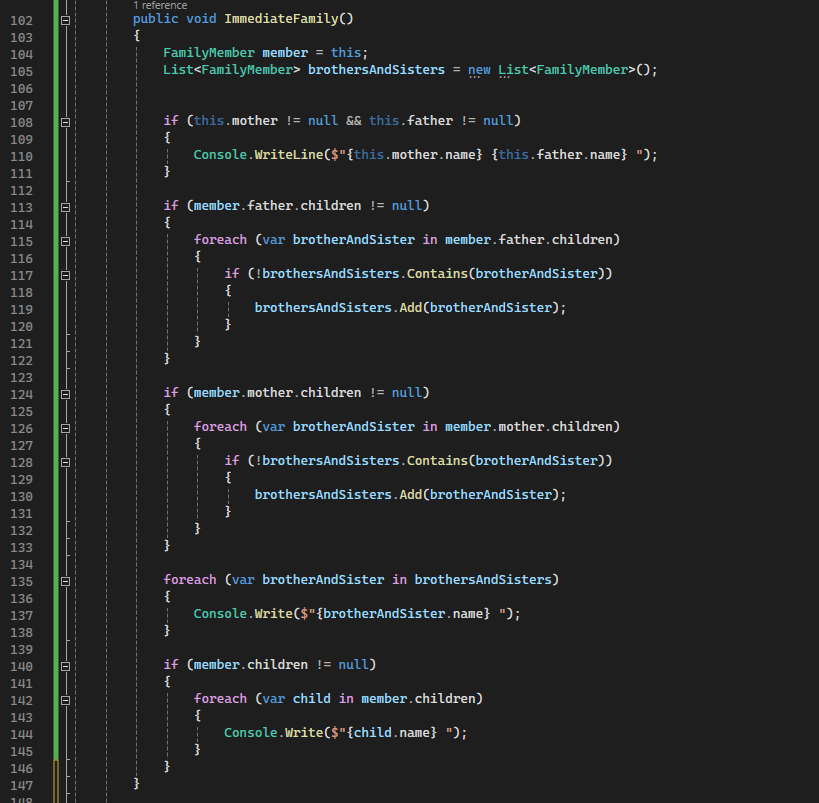 1 reference
102 public void ImmediateFamily()
103 {
104 FamilyMember member = this;
105 List<FamilyMember> brothersAndSisters = new List<FamilyMember>();
106
107
108 if (this.mother != null && this.father != null)
109 {
110 Console.WriteLine($"{this.mother.name} {this.father.name} ");
111 }
112
113 if (member.father.children != null)
114 {
115 foreach (var brotherAndSister in member.father.children)
116 {
117 if (!brothersAndSisters.Contains(brotherAndSister))
118 {
119 brothersAndSisters.Add(brotherAndSister);
120 }
121 }
122 }
123
124 if (member.mother.children != null)
125 {
126 foreach (var brotherAndSister in member.mother.children)
127 {
128 if (!brothersAndSisters.Contains(brotherAndSister))
129 {
130 brothersAndSisters.Add(brotherAndSister);
131 }
132 }
133 }
134
135 foreach (var brotherAndSister in brothersAndSisters)
136 {
137 Console.Write($"{brotherAndSister.name} ");
138 }
139
140 if (member.children != null)
141 {
142 foreach (var child in member.children)
143 {
144 Console.Write($"{child.name} ");
145 }
146 }
147 }
148